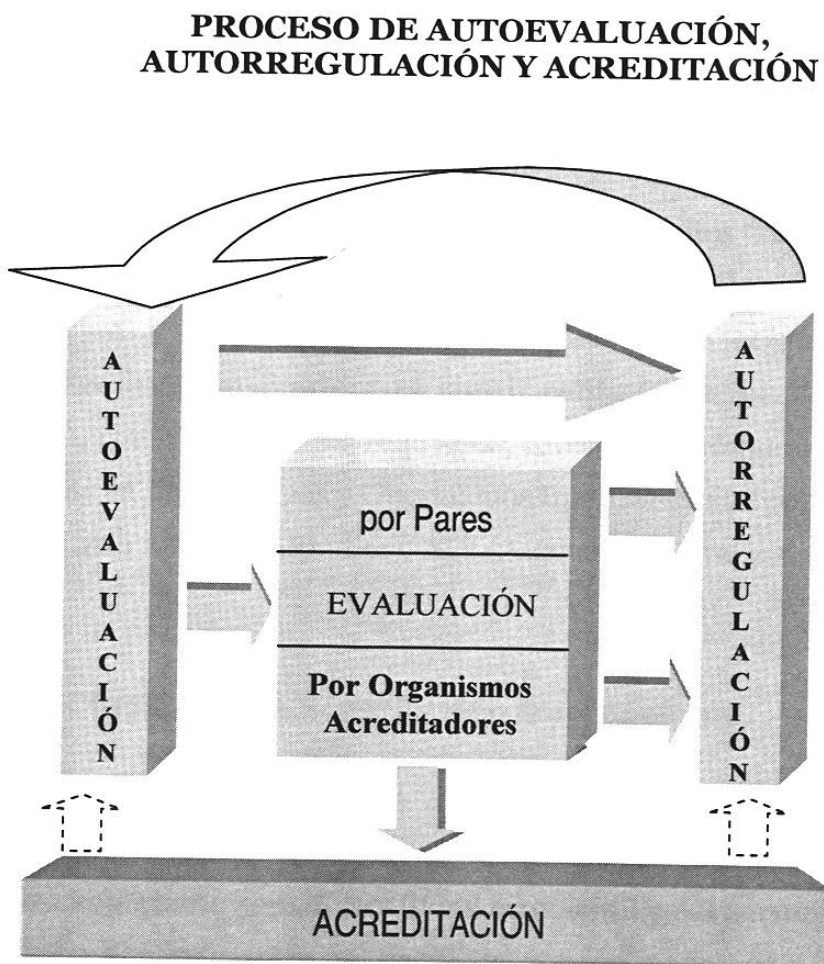 PROCESO DE AUTOEVALUACIÓN,
AUTORREGULACIÓN Y ACREDITACIÓN
AUTOEVALUACIÓN
por Pares
EVALUACIÓN
Por Organismos
Acreditadores
AUTORREGULACIÓN
ACREDITACIÓN